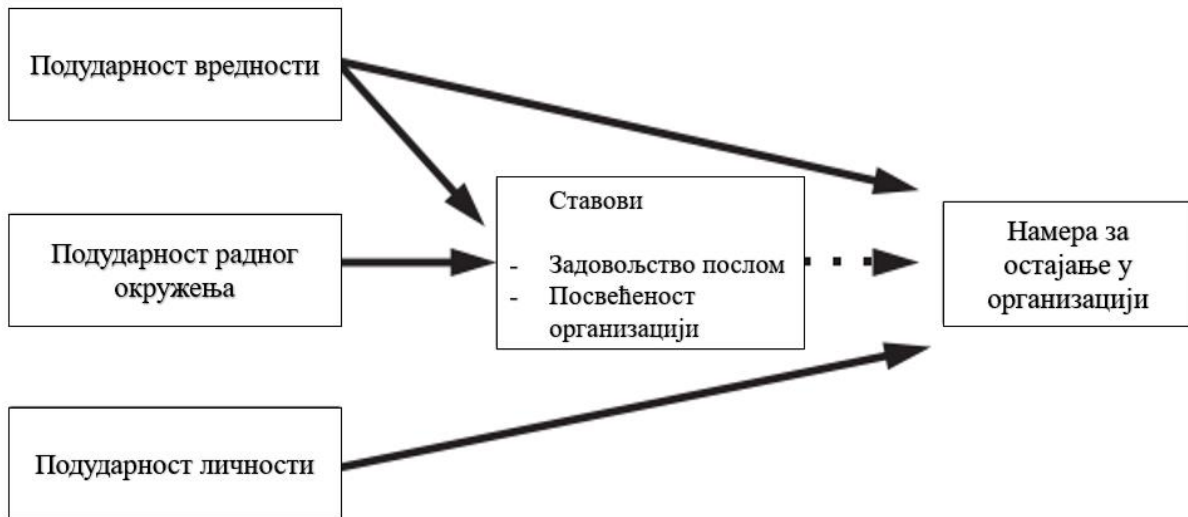 Подударност вредности
Подударност радног
окружења
Подударност личности
Ставови
- Задовољство послом
- Посвећеност
организацији
Намера за
остајање у
организацији